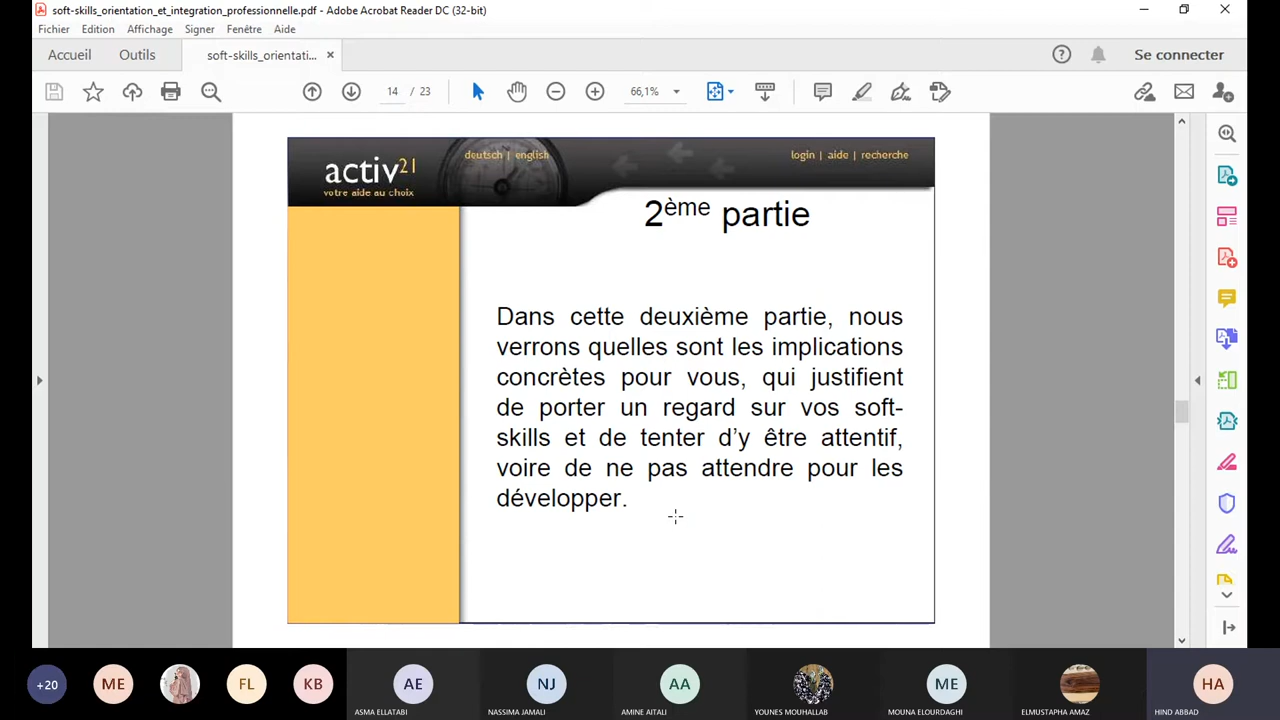 soft-skills_orientation_et_integration_professionnelle.pdf - Adobe Acrobat Reader DC (32-bit)
Fichier Edition Affichage Signer Fenêtre Aide
Accueil Outils soft-skills_orientati... × Se connecter
14 / 23 66,1%
deutsch | english login | aide | recherche
activ21
votre aide au choix
2ème partie
Dans cette deuxième partie, nous
verrons quelles sont les implications
concrètes pour vous, qui justifient
de porter un regard sur vos soft-
skills et de tenter d’y être attentif,
voire de ne pas attendre pour les
développer.
+20 ME FL KB AE NJ AA ME HA
ASMA ELLATABI NASSIMA JAMALI AMINE AITALI YOUNES MOUHALLAB MOUNA ELOURDAGHI ELMUSTAPHA AMAZ HIND ABBAD